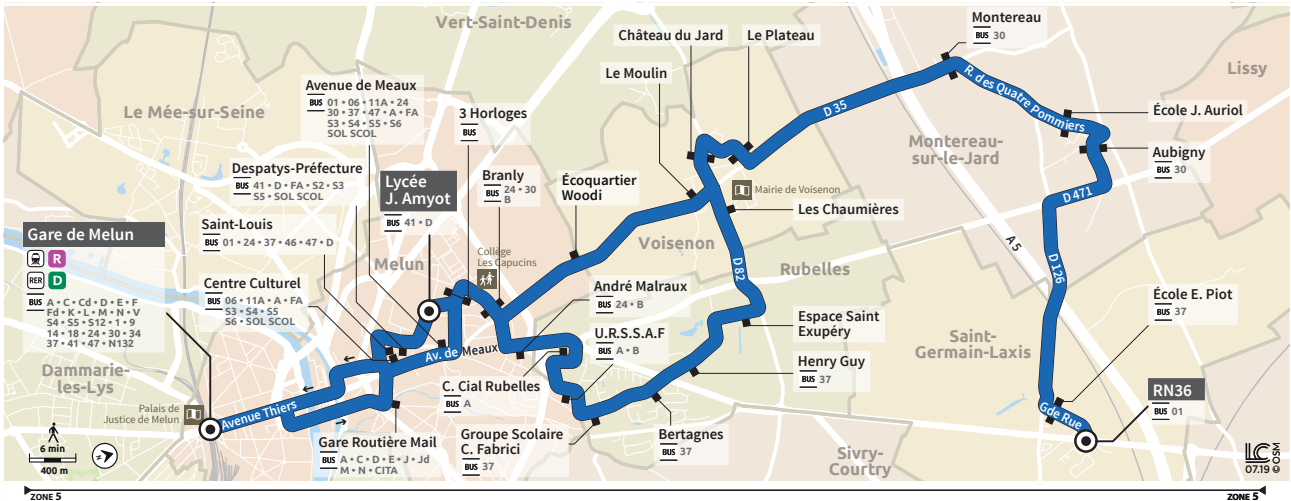 Vert-Saint-Denis
Montereau
BUS 30
Château du Jard
Le Plateau
Lissy
Le Moulin
Avenue de Meaux
BUS 01 • 06 • 11A • 24
30 • 37 • 47 • A • FA
S3 • S4 • S5 • S6
SOL SCOL
Le Mée-sur-Seine
3 Horloges
BUS
D 35
R. des Quatre Pommiers
École J. Auriol
Montereau-
sur-le-Jard
Aubigny
BUS 30
Despatys-Préfecture
BUS 41 • D • FA • S2 • S3
S5 • SOL SCOL
Lycée
J. Amyot
BUS 41 • D
Branly
BUS 24 • 30
B
Écoquartier
Woodi
Mairie de Voisenon
D 471
Les Chaumières
Saint-Louis
BUS 01 • 24 • 37 • 46 • 47 • D
Gare de Melun
R
RER D
BUS A • C • Cd • D • E • F
Fd • K • L • M • N • V
S4 • S5 • S12 • 1 • 9
14 • 18 • 24 • 30 • 34
37 • 41 • 47 • N132
Voisenon
A 5
Collège
Les Capucins
Melun
D 82
Rubelles
D 126
Centre Culturel
BUS 06 • 11A • A • FA
S3 • S4 • S5
S6 • SOL SCOL
André Malraux
BUS 24 • B
École E. Piot
BUS 37
Espace Saint
Exupéry
U.R.S.S.A.F
BUS A • B
Saint-
Germain-Laxis
Av. de Meaux
Henry Guy
BUS 37
Dammarie-
les-Lys
C. Cial Rubelles
BUS A
RN36
BUS 01
Palais de
Justice de Melun
Avenue Thiers
Gde Rue
Gare Routière Mail
BUS A • C • D • E • J • Jd
M • N • CITA
Groupe Scolaire
C. Fabrici
BUS 37
Bertagnes
BUS 37
Sivry-
Courtry
6 min
400 m
LC
07.19 © OSM
ZONE 5
ZONE 5